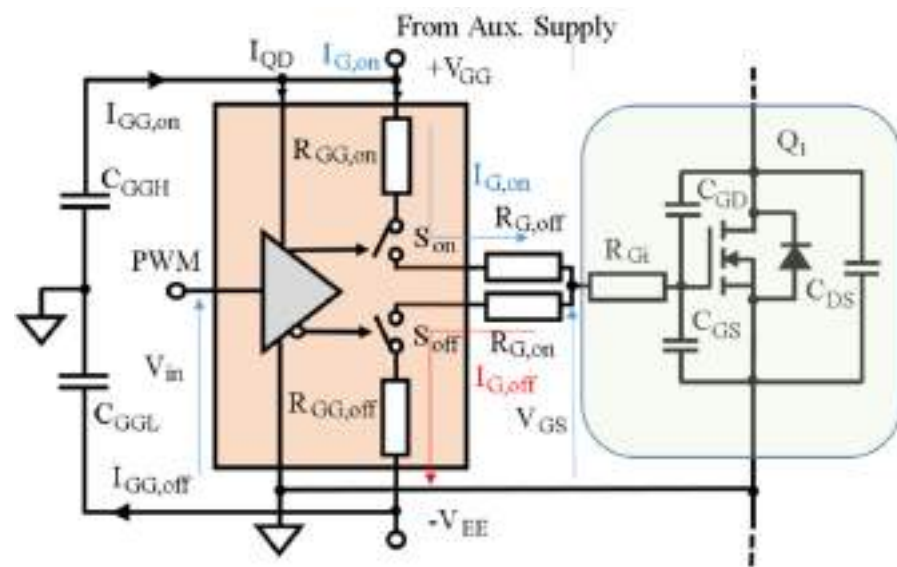 From Aux. Supply
I_QD
I_G,on
+V_GG
I_GG,on
R_GG,on
Q_1
C_GGH
I_G,on
C_GD
R_G,off
PWM
S_on
R_Gi
C_DS
V_in
S_off
R_G,on
C_GS
C_GGL
R_GG,off
I_G,off
V_GS
I_GG,off
-V_EE